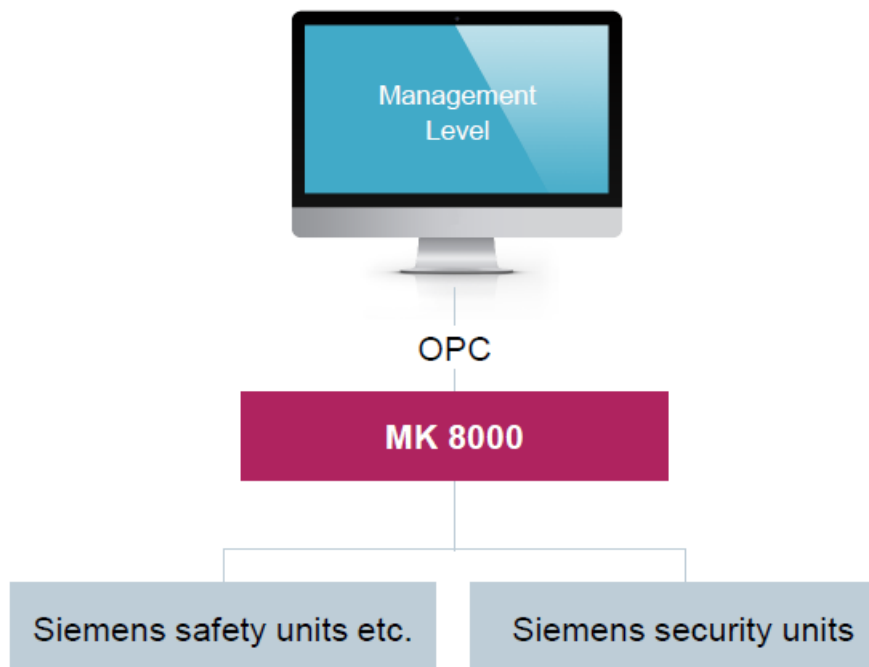 Management
Level
OPC
MK 8000
Siemens safety units etc.
Siemens security units